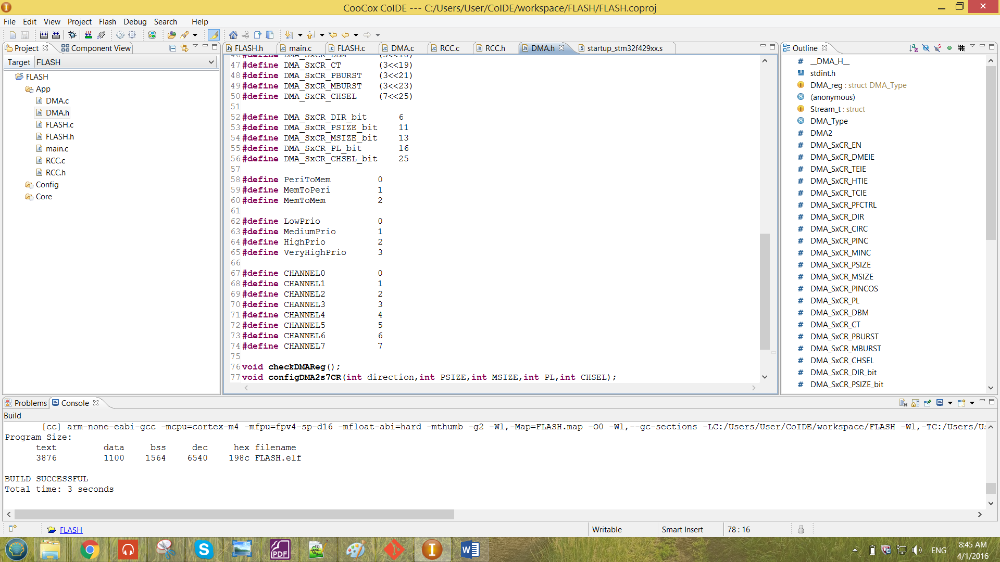 CooCox CoIDE --- C:/Users/User/CoIDE/workspace/FLASH/FLASH.coproj
File Edit View Project Flash Debug Search Help
Project Component View
Target FLASH
FLASH
App
DMA.c
DMA.h
FLASH.c
FLASH.h
main.c
RCC.c
RCC.h
Config
Core
FLASH.h main.c FLASH.c DMA.c RCC.c RCC.h DMA.h startup_stm32f429xx.s
46 #define DMA_SxCR_DBM (3<<18)
47 #define DMA_SxCR_CT (3<<19)
48 #define DMA_SxCR_PBURST (3<<21)
49 #define DMA_SxCR_MBURST (3<<23)
50 #define DMA_SxCR_CHSEL (7<<25)
51
52 #define DMA_SxCR_DIR_bit 6
53 #define DMA_SxCR_PSIZE_bit 11
54 #define DMA_SxCR_MSIZE_bit 13
55 #define DMA_SxCR_PL_bit 16
56 #define DMA_SxCR_CHSEL_bit 25
57
58 #define PeriToMem 0
59 #define MemToPeri 1
60 #define MemToMem 2
61
62 #define LowPrio 0
63 #define MediumPrio 1
64 #define HighPrio 2
65 #define VeryHighPrio 3
66
67 #define CHANNEL0 0
68 #define CHANNEL1 1
69 #define CHANNEL2 2
70 #define CHANNEL3 3
71 #define CHANNEL4 4
72 #define CHANNEL5 5
73 #define CHANNEL6 6
74 #define CHANNEL7 7
75
76 void checkDMAReg();
77 void configDMA2s7CR(int direction,int PSIZE,int MSIZE,int PL,int CHSEL);
Outline
__DMA_H__
stdint.h
DMA_reg : struct DMA_Type
(anonymous)
Stream_t : struct
DMA_Type
DMA2
DMA_SxCR_EN
DMA_SxCR_DMEIE
DMA_SxCR_TEIE
DMA_SxCR_HTIE
DMA_SxCR_TCIE
DMA_SxCR_PFCTRL
DMA_SxCR_DIR
DMA_SxCR_CIRC
DMA_SxCR_PINC
DMA_SxCR_MINC
DMA_SxCR_PSIZE
DMA_SxCR_MSIZE
DMA_SxCR_PINCOS
DMA_SxCR_PL
DMA_SxCR_DBM
DMA_SxCR_CT
DMA_SxCR_PBURST
DMA_SxCR_MBURST
DMA_SxCR_CHSEL
DMA_SxCR_DIR_bit
DMA_SxCR_PSIZE_bit
Problems Console
Build
[cc] arm-none-eabi-gcc -mcpu=cortex-m4 -mfpu=fpv4-sp-d16 -mfloat-abi=hard -mthumb -g2 -Wl,-Map=FLASH.map -O0 -Wl,--gc-sections -LC:/Users/User/CoIDE/workspace/FLASH -Wl,-TC:/Users/Us
Program Size:
text data bss dec hex filename
3876 1100 1564 6540 198c FLASH.elf
BUILD SUCCESSFUL
Total time: 3 seconds
FLASH
Writable Smart Insert 78 : 16
PDF
ENG
8:45 AM
4/1/2016